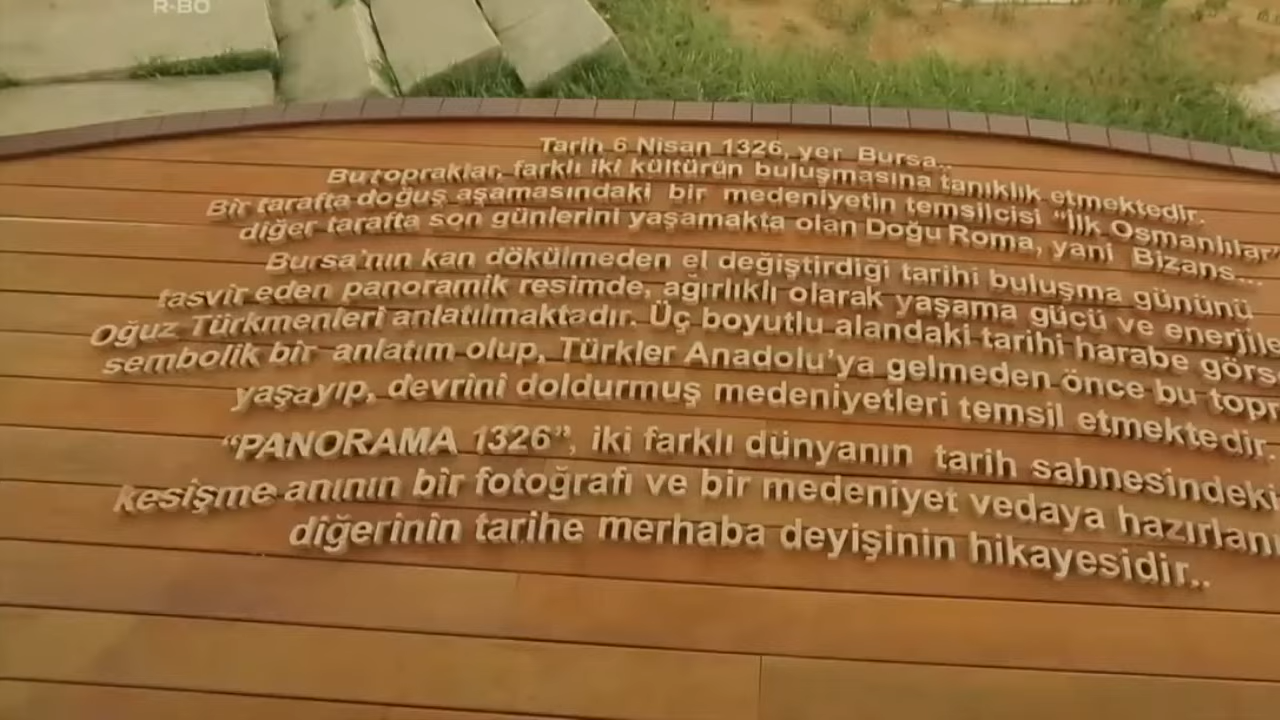 R-BO
Tarih 6 Nisan 1326, yer Bursa..
Bu topraklar, farklı iki kültürün buluşmasına tanıklık etmektedir.
Bir tarafta doğuş aşamasındaki bir medeniyetin temsilcisi “İlk Osmanlılar”
diğer tarafta son günlerini yaşamakta olan Doğu Roma, yani Bizans...
Bursa’nın kan dökülmeden el değiştirdiği tarihi buluşma gününü
tasvir eden panoramik resimde, ağırlıklı olarak yaşama gücü ve
Oğuz Türkmenleri anlatılmaktadır. Üç boyutlu alandaki tarihi harabe
sembolik bir anlatım olup, Türkler Anadolu’ya gelmeden önce bu
yaşayıp, devrini doldurmuş medeniyetleri temsil etmektedir.
“PANORAMA 1326”, iki farklı dünyanın tarih sahnesindeki
kesişme anının bir fotoğrafı ve bir medeniyet vedaya
diğerinin tarihe merhaba deyişinin hikayesidir..